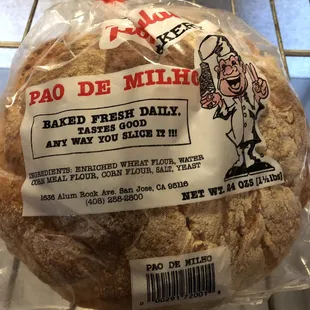 BAKERY
PAO DE MILHO
BAKED FRESH DAILY.
TASTES GOOD
ANY WAY YOU SLICE IT !!!
INGREDIENTS: ENRICHED WHEAT FLOUR, WATER
CORN MEAL FLOUR, CORN FLOUR, SALT, YEAST
1636 Alum Rock Ave. San Jose, CA 95116
(408) 258-2800
NET WT. 24 OZS (1½ lbs)
PAO DE MILHO